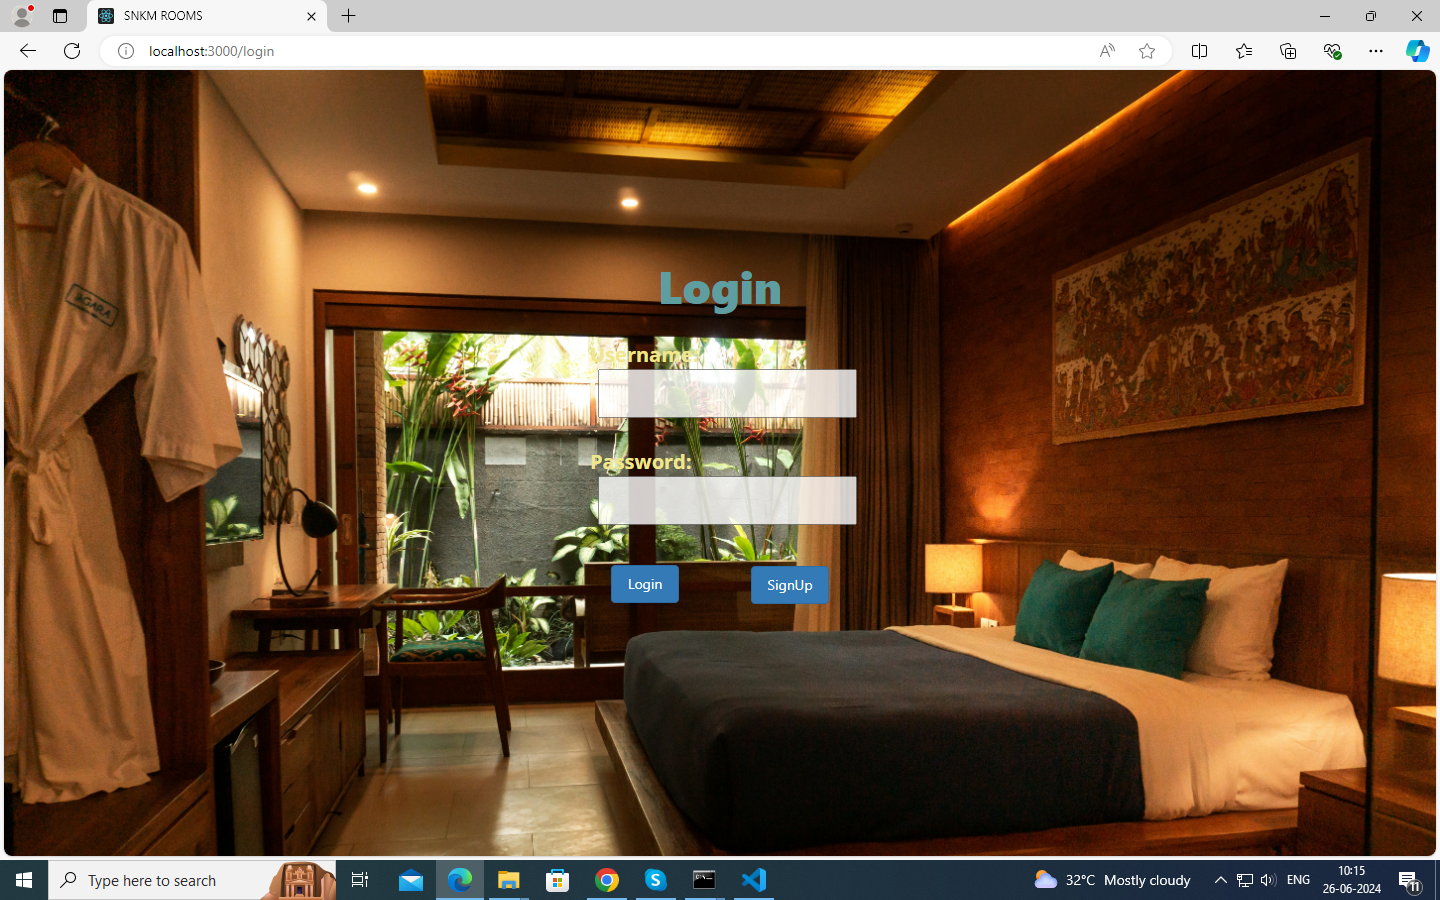 SNKM ROOMS
localhost:3000/login
AGARA
Login
Username:
Password:
Login
SignUp
Type here to search
32°C Mostly cloudy
ENG
10:15
26-06-2024
11